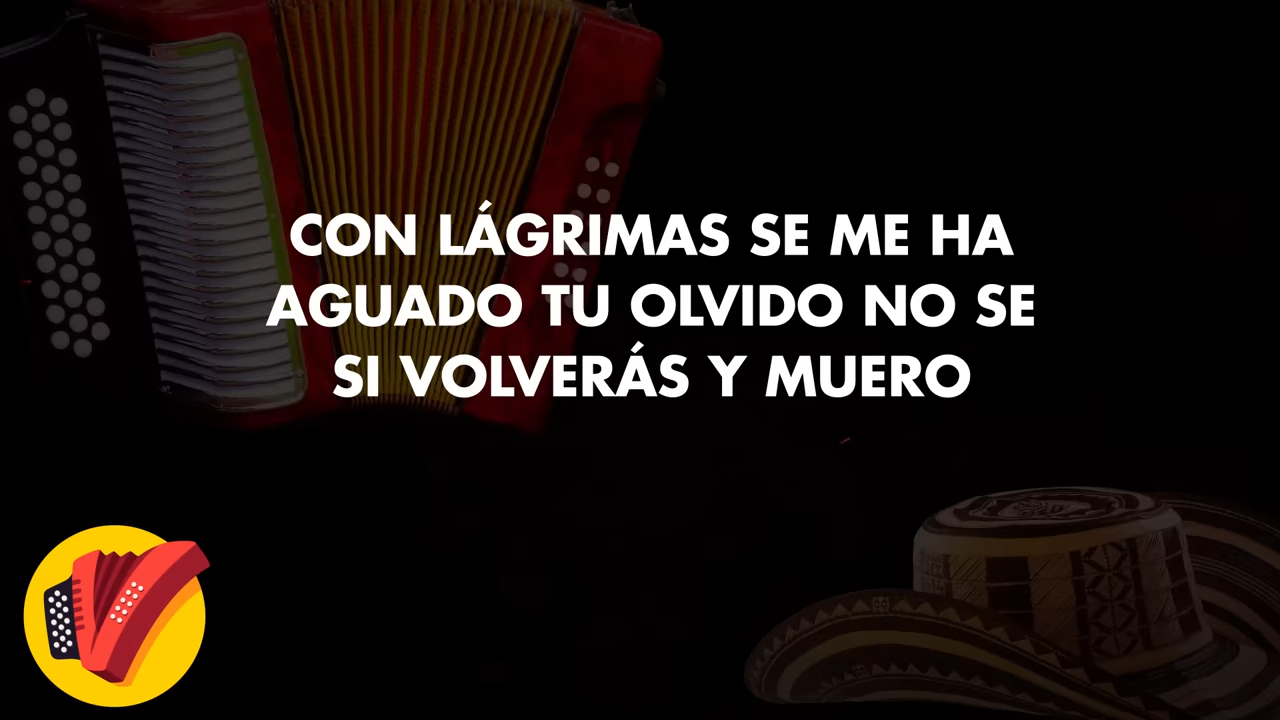 CON LÁGRIMAS SE ME HA
AGUADO TU OLVIDO NO SE
SI VOLVERÁS Y MUERO